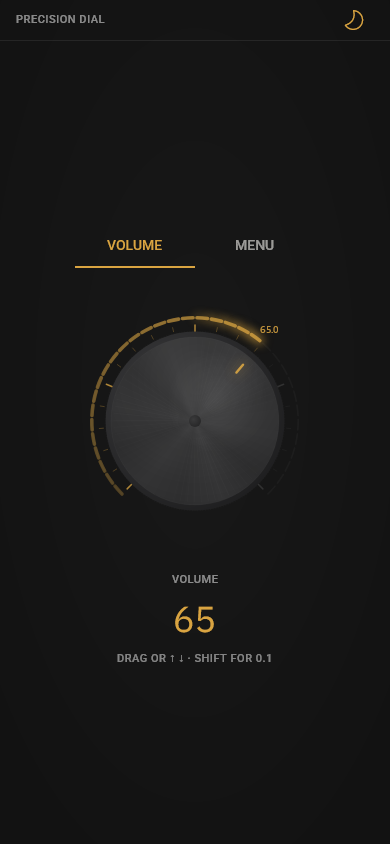 PRECISION DIAL
VOLUME MENU
65.0
VOLUME
65
DRAG OR ↑ ↓ · SHIFT FOR 0.1